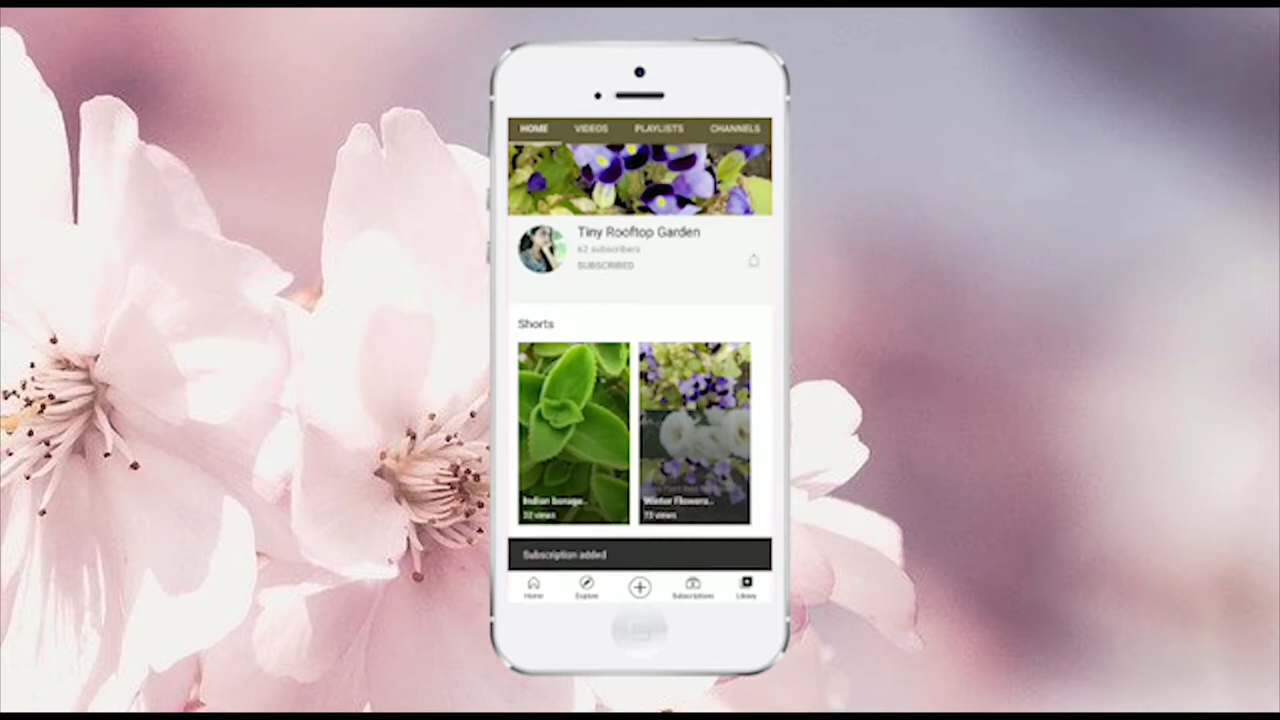 HOME VIDEOS PLAYLISTS CHANNELS
Tiny Rooftop Garden
62 subscribers
SUBSCRIBED
Shorts
Indian borage..
32 views
Winter Flowers..
73 views
Subscription added
Home Explore Subscriptions Library